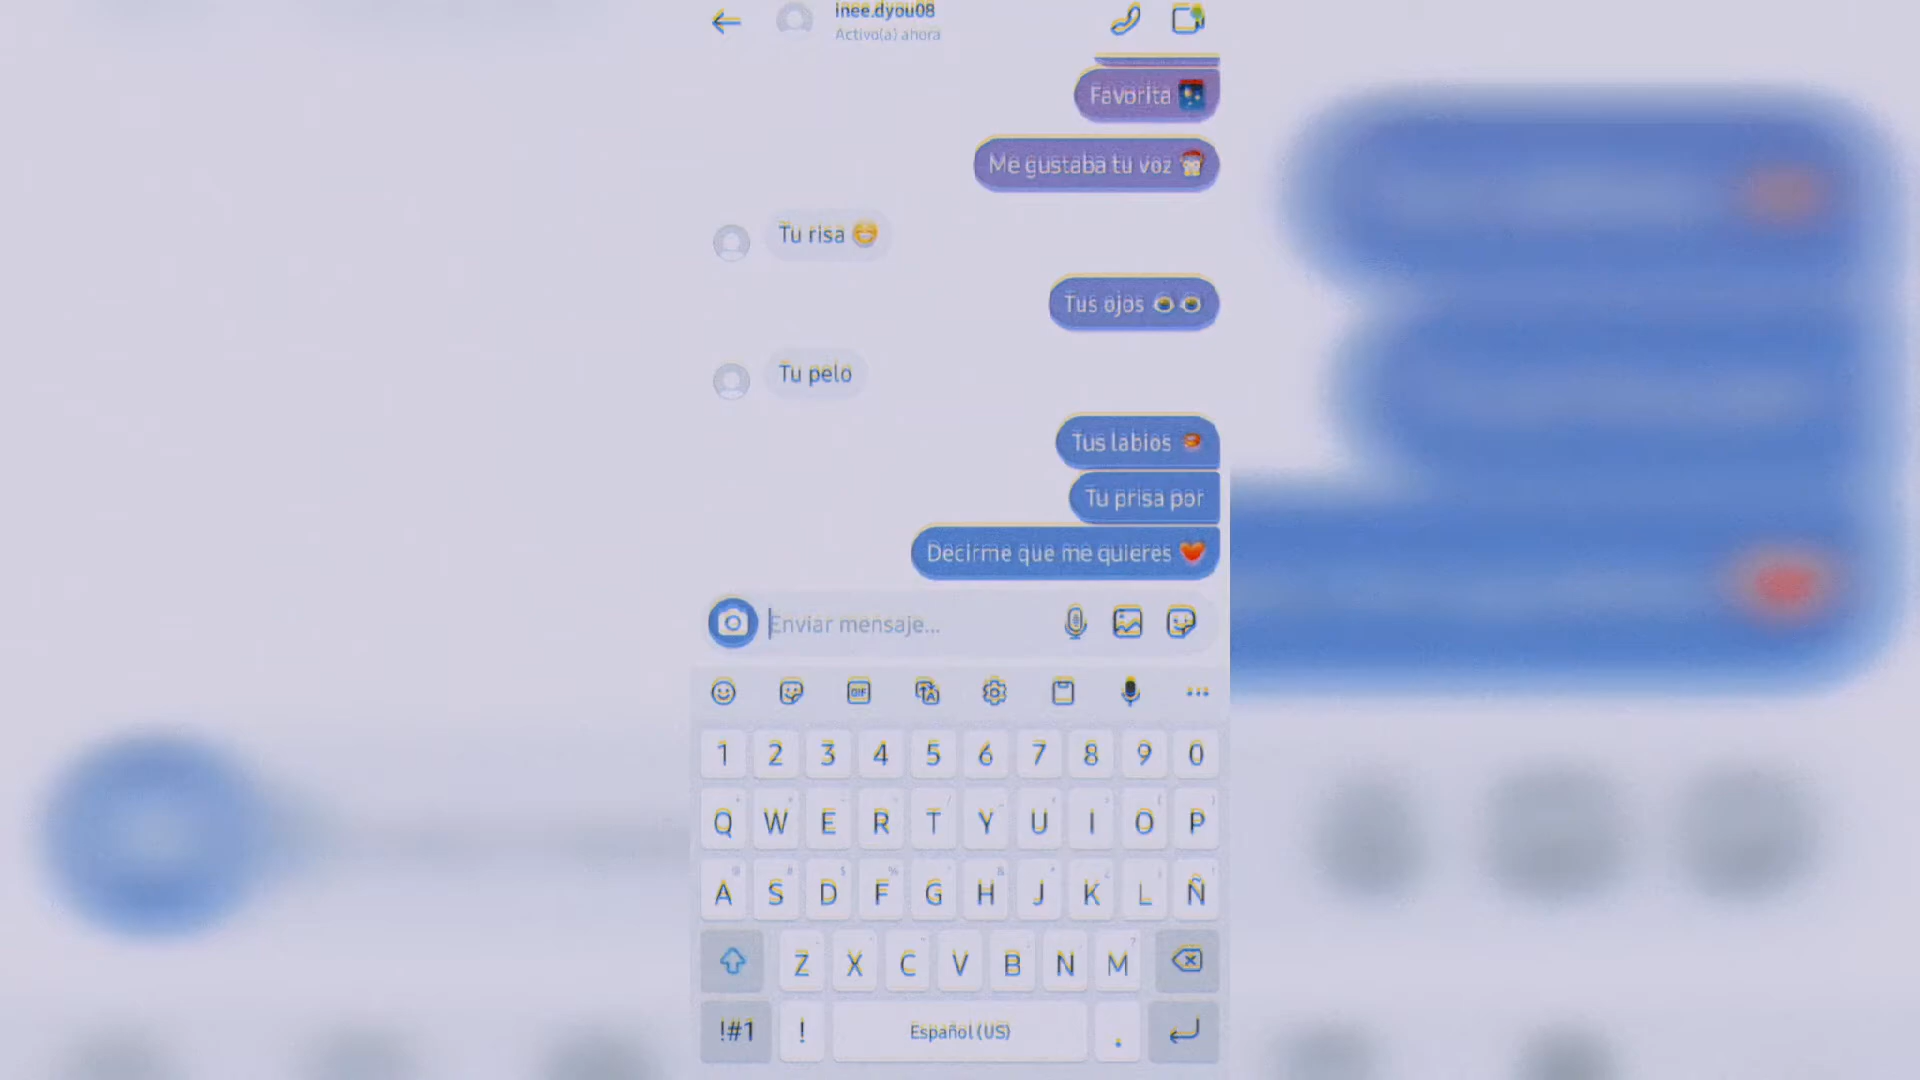 inee.dyou08
Activo(a) ahora
Favorita
Me gustaba tu voz
Tu risa
Tus ojos
Tu pelo
Tus labios
Tu prisa por
Decirme que me quieres
Enviar mensaje...
GIF
1 2 3 4 5 6 7 8 9 0
Q W E R T Y U I O P
A S D F G H J K L Ñ
Z X C V B N M
!#1 ! Español (US) .